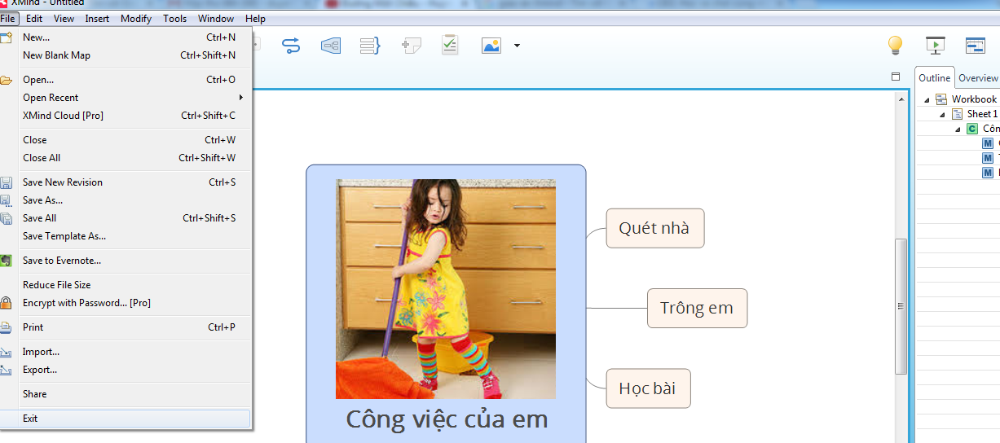 XMind - Untitled
File Edit View Insert Modify Tools Window Help
New... Ctrl+N
New Blank Map Ctrl+Shift+N
Open... Ctrl+O
Open Recent
XMind Cloud [Pro] Ctrl+Shift+C
Close Ctrl+W
Close All Ctrl+Shift+W
Save New Revision Ctrl+S
Save As...
Save All Ctrl+Shift+S
Save Template As...
Save to Evernote...
Reduce File Size
Encrypt with Password... [Pro]
Print Ctrl+P
Import...
Export...
Share
Exit
Quét nhà
Trông em
Học bài
Công việc của em
Outline Overview
Workbook
Sheet 1
C Côn
M
M
M